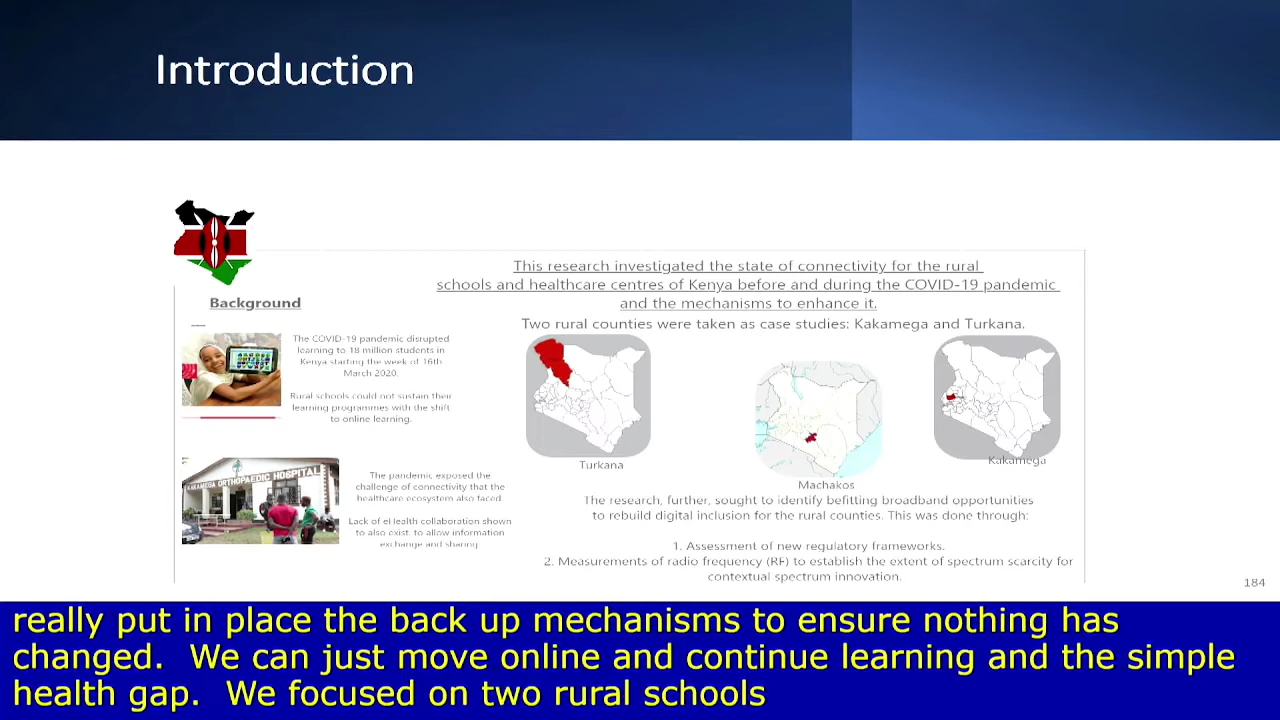 Introduction
Background
The COVID-19 pandemic disrupted
learning to 18 million students in
Kenya starting the week of 16th
March 2020.
Rural schools could not sustain their
learning programmes with the shift
to online learning.
KAKAMEGA ORTHOPAEDIC HOSPITAL
The pandemic exposed the
challenge of connectivity that the
healthcare ecosystem also faced.
Lack of eHealth collaboration shown
to also exist, to allow information
exchange and sharing
This research investigated the state of connectivity for the rural
schools and healthcare centres of Kenya before and during the COVID-19 pandemic
and the mechanisms to enhance it.
Two rural counties were taken as case studies: Kakamega and Turkana.
Turkana
Machakos
Kakamega
The research, further, sought to identify befitting broadband opportunities
to rebuild digital inclusion for the rural counties. This was done through:
1. Assessment of new regulatory frameworks.
2. Measurements of radio frequency (RF) to establish the extent of spectrum scarcity for
contextual spectrum innovation.
184
really put in place the back up mechanisms to ensure nothing has
changed.  We can just move online and continue learning and the simple
health gap.  We focused on two rural schools